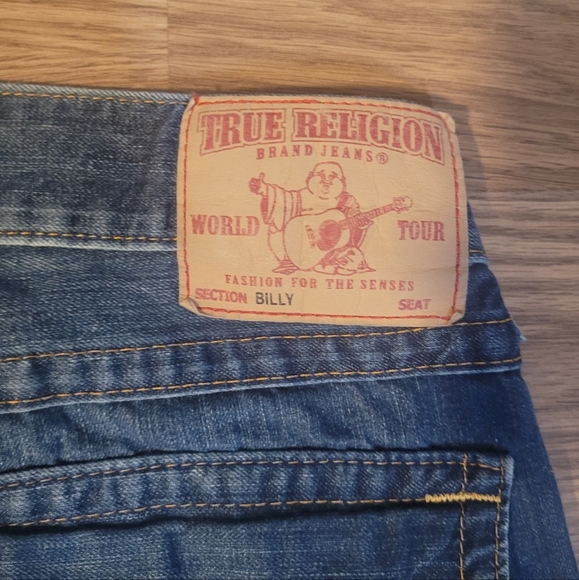 TRUE RELIGION
BRAND JEANS®
WORLD TOUR
FASHION FOR THE SENSES
SECTION BILLY SEAT